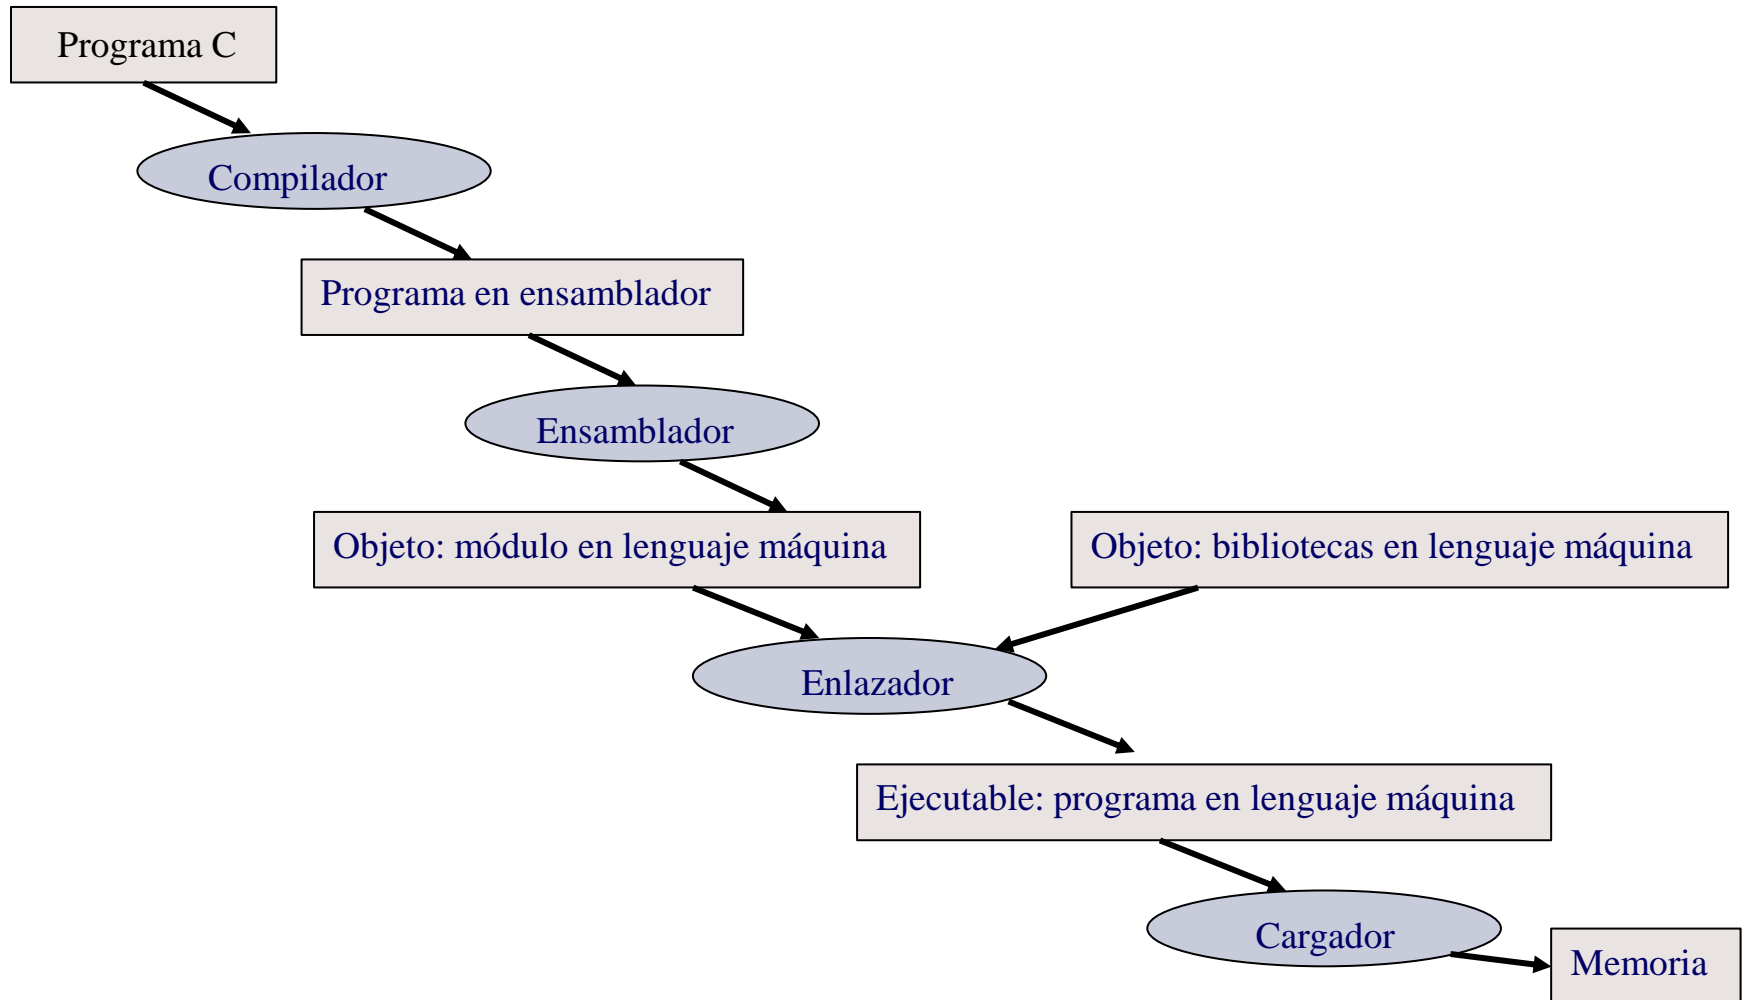 Programa C
Compilador
Programa en ensamblador
Ensamblador
Objeto: módulo en lenguaje máquina
Objeto: bibliotecas en lenguaje máquina
Enlazador
Ejecutable: programa en lenguaje máquina
Cargador
Memoria